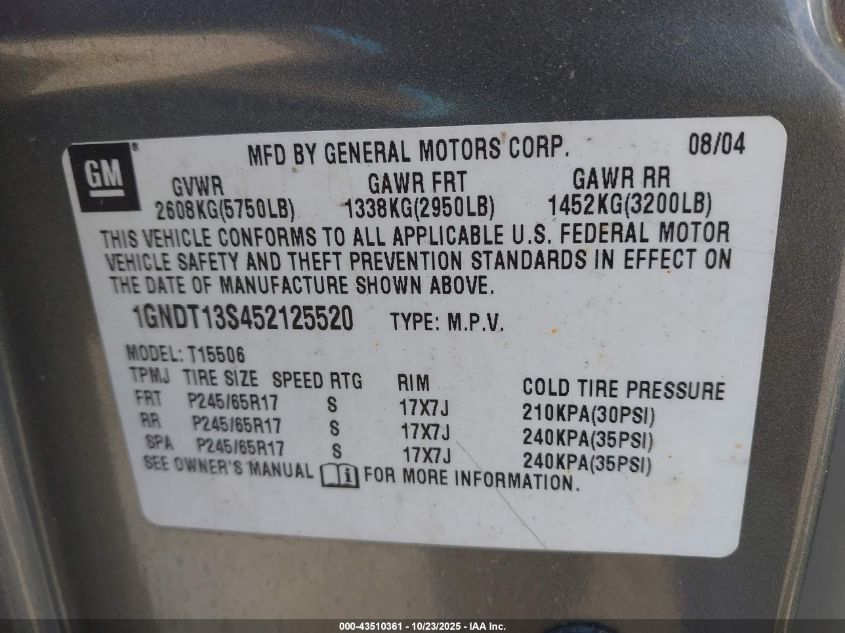 GM ® MFD BY GENERAL MOTORS CORP. 08/04
GVWR GAWR FRT GAWR RR
2608KG(5750LB) 1338KG(2950LB) 1452KG(3200LB)
THIS VEHICLE CONFORMS TO ALL APPLICABLE U.S. FEDERAL MOTOR
VEHICLE SAFETY AND THEFT PREVENTION STANDARDS IN EFFECT ON
THE DATE OF MANUFACTURE SHOWN ABOVE.
1GNDT13S452125520 TYPE: M.P.V.
MODEL: T15506
TPMJ TIRE SIZE SPEED RTG RIM COLD TIRE PRESSURE
FRT P245/65R17 S 17X7J 210KPA(30PSI)
RR P245/65R17 S 17X7J 240KPA(35PSI)
SPA P245/65R17 S 17X7J 240KPA(35PSI)
SEE OWNER'S MANUAL i FOR MORE INFORMATION.
000-43510361 - 10/23/2025 - IAA Inc.